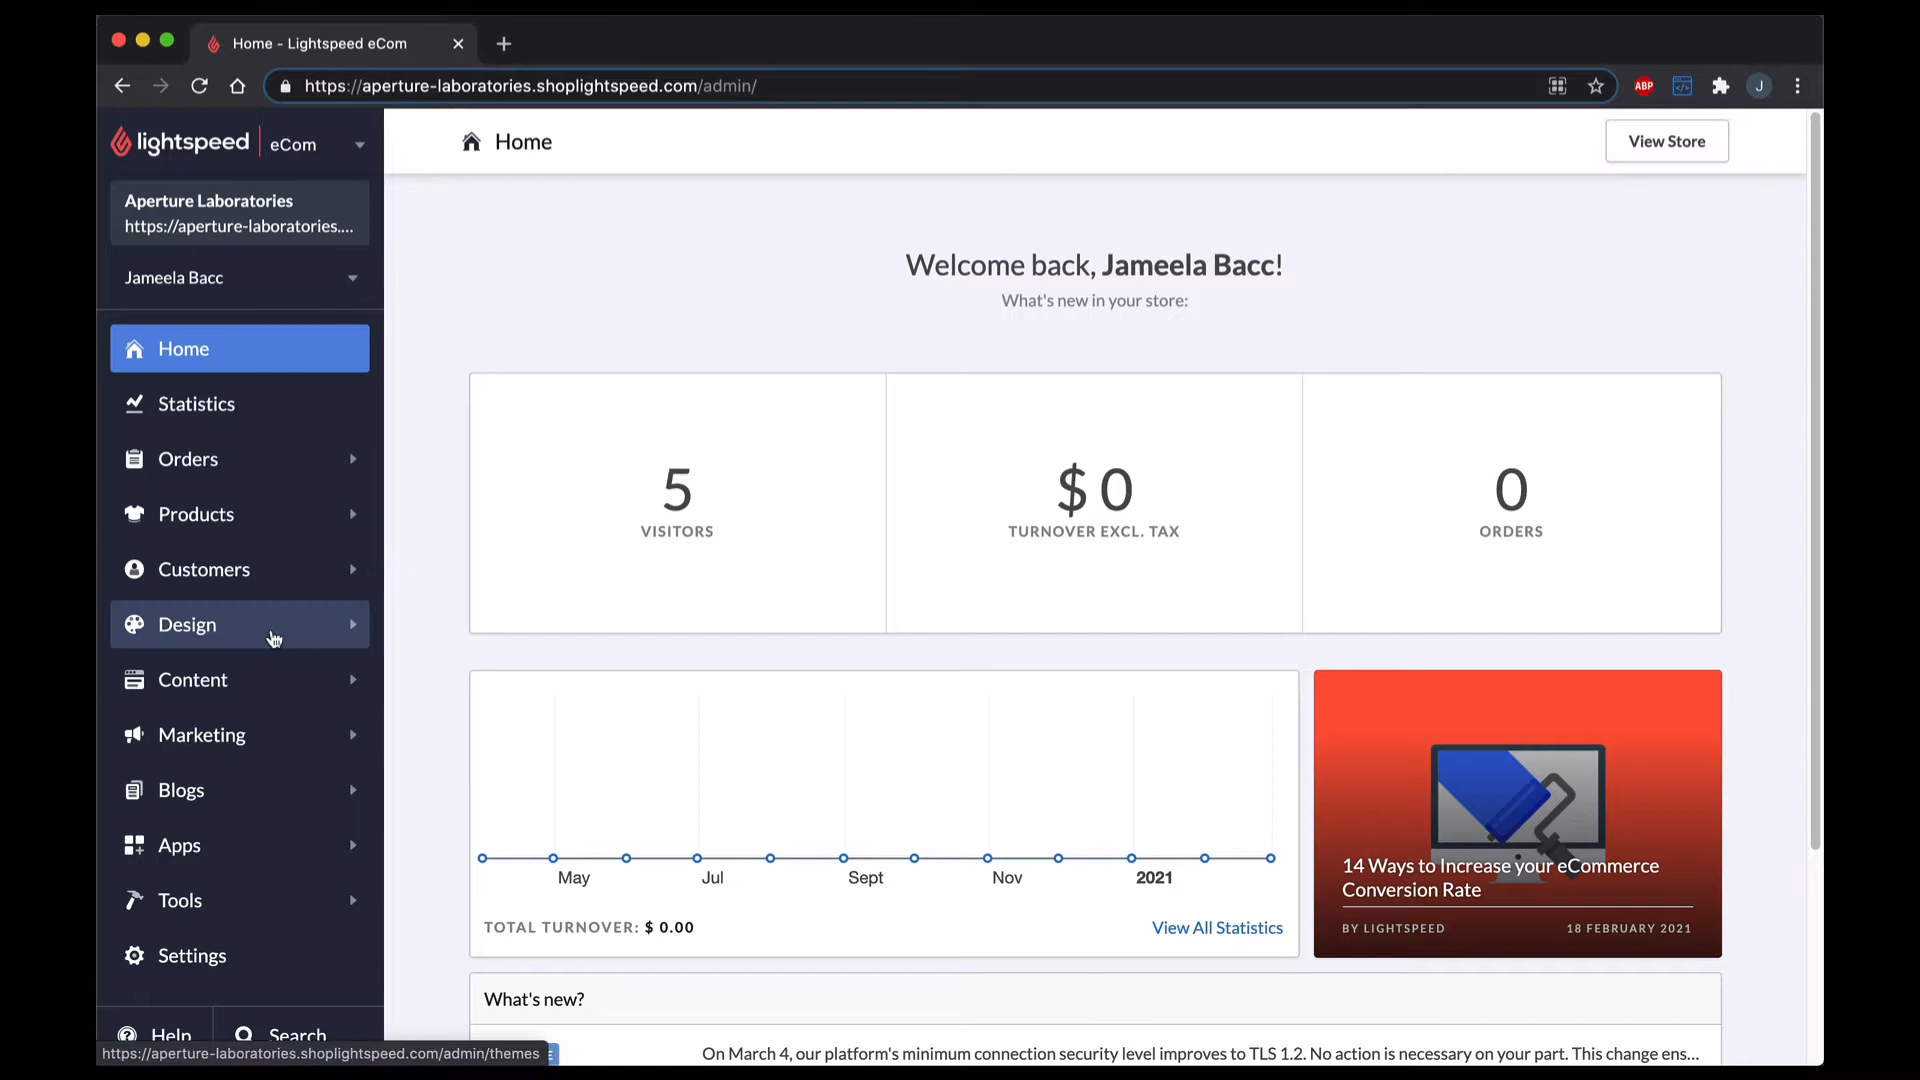 Home - Lightspeed eCom
https://aperture-laboratories.shoplightspeed.com/admin/
ABP
J
lightspeed eCom
Aperture Laboratories
https://aperture-laboratories....
Jameela Bacc
Home
Statistics
Orders
Products
Customers
Design
Content
Marketing
Blogs
Apps
Tools
Settings
Help
Search
https://aperture-laboratories.shoplightspeed.com/admin/themes
Home
View Store
Welcome back, Jameela Bacc!
What's new in your store:
5
VISITORS
$ 0
TURNOVER EXCL. TAX
0
ORDERS
May Jul Sept Nov 2021
TOTAL TURNOVER: $ 0.00
View All Statistics
14 Ways to Increase your eCommerce
Conversion Rate
BY LIGHTSPEED 18 FEBRUARY 2021
What's new?
On March 4, our platform's minimum connection security level improves to TLS 1.2. No action is necessary on your part. This change ens...